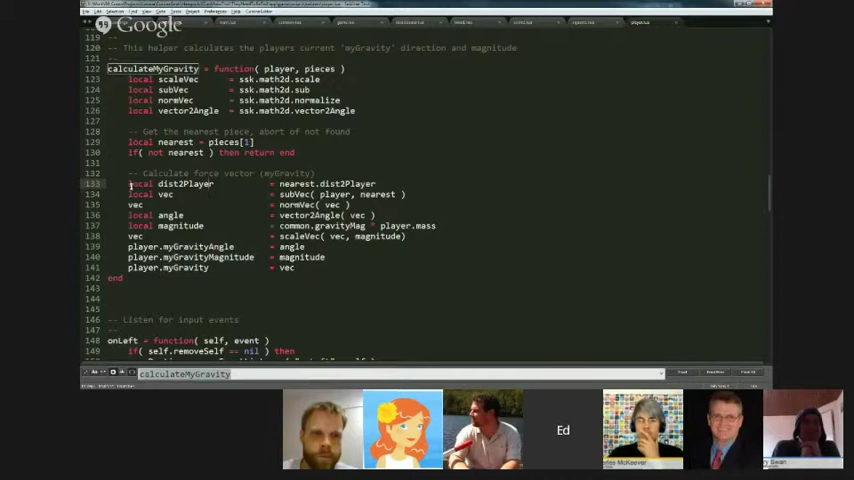 Google
119 --
120 -- This helper calculates the players current 'myGravity' direction and magnitude
121 --
122 calculateMyGravity = function( player, pieces )
123 local scaleVec = ssk.math2d.scale
124 local subVec = ssk.math2d.sub
125 local normVec = ssk.math2d.normalize
126 local vector2Angle = ssk.math2d.vector2Angle
127
128 -- Get the nearest piece, abort of not found
129 local nearest = pieces[1]
130 if( not nearest ) then return end
131
132 -- Calculate force vector (myGravity)
133 local dist2Player = nearest.dist2Player
134 local vec = subVec( player, nearest )
135 vec = normVec( vec )
136 local angle = vector2Angle( vec )
137 local magnitude = common.gravityMag * player.mass
138 vec = scaleVec( vec, magnitude)
139 player.myGravityAngle = angle
140 player.myGravityMagnitude = magnitude
141 player.myGravity = vec
142 end
143
144
145
146 -- Listen for input events
147 --
148 onLeft = function( self, event )
149 if( self.removeSelf == nil ) then
calculateMyGravity
Ed
McKeever
Swan